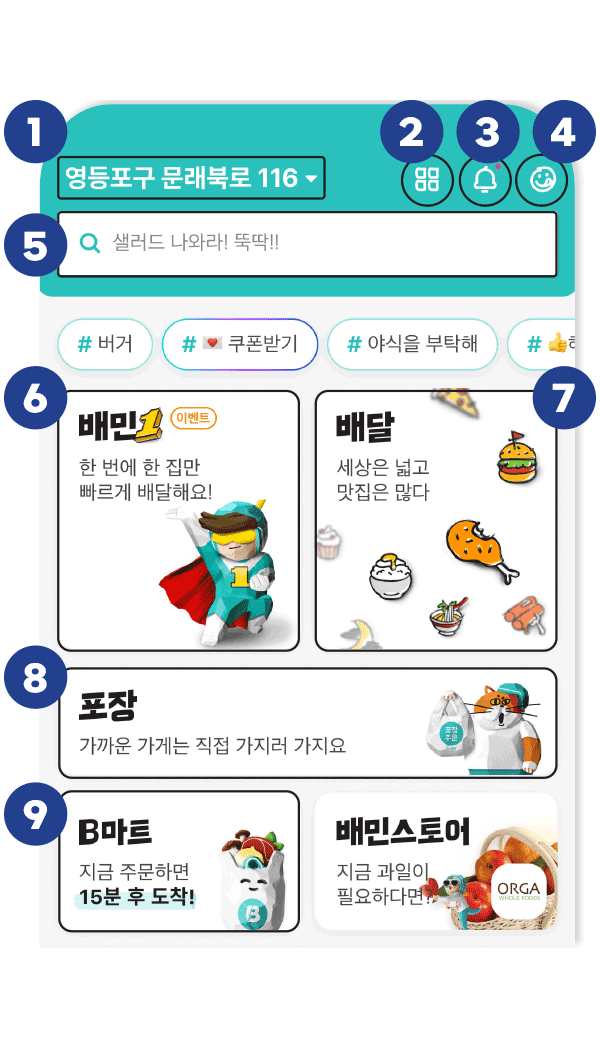 1
2
3
4
영등포구 문래북로 116
5
샐러드 나와라! 뚝딱!!
# 버거
# 쿠폰받기
# 야식을 부탁해
#
6
7
배민1
이벤트
한 번에 한 집만
빠르게 배달해요!
1
배달
세상은 넓고
맛집은 많다
8
포장
가까운 가게는 직접 가지러 가지요
포장
주문
9
B마트
지금 주문하면
15분 후 도착!
B
배민스토어
지금 과일이
필요하다면?
ORGA
WHOLE FOODS